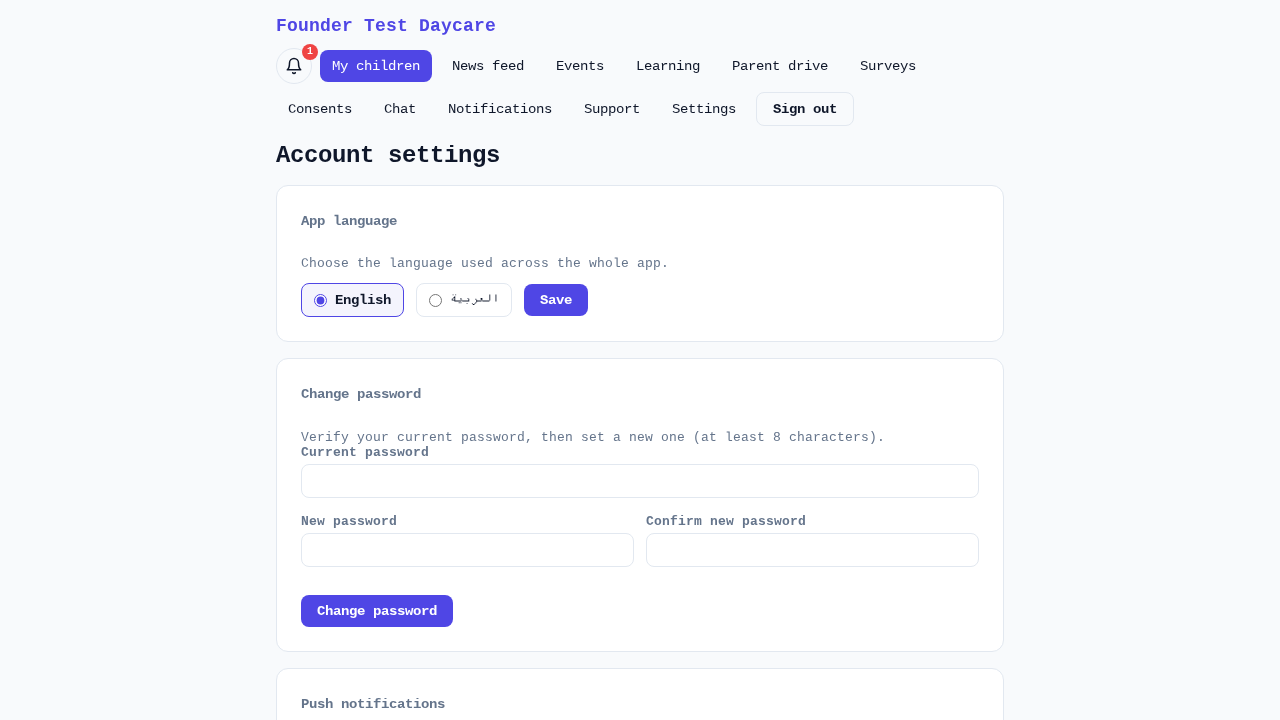 Founder Test Daycare
1
My children News feed Events Learning Parent drive Surveys
Consents Chat Notifications Support Settings Sign out
Account settings
App language
Choose the language used across the whole app.
English العربية Save
Change password
Verify your current password, then set a new one (at least 8 characters).
Current password
New password Confirm new password
Change password
Push notifications